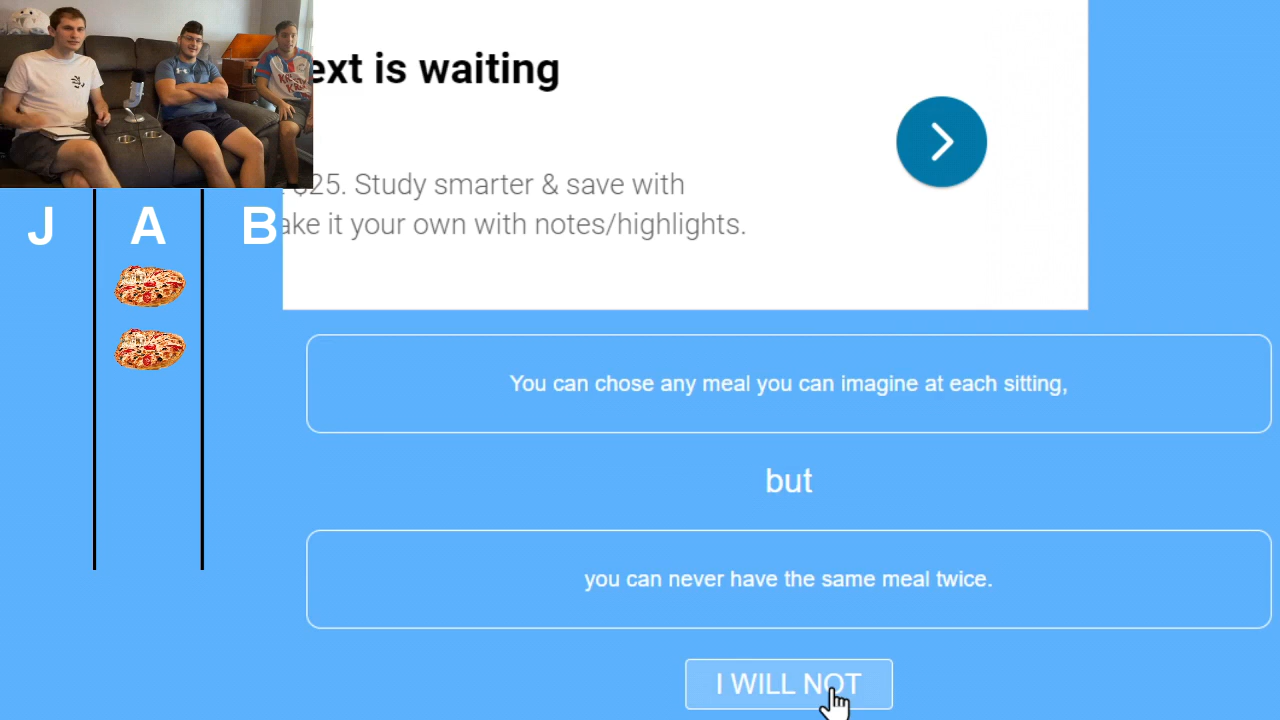 ext is waiting
$25. Study smarter & save with
ake it your own with notes/highlights.
J A B
You can chose any meal you can imagine at each sitting,
but
you can never have the same meal twice.
I WILL NOT